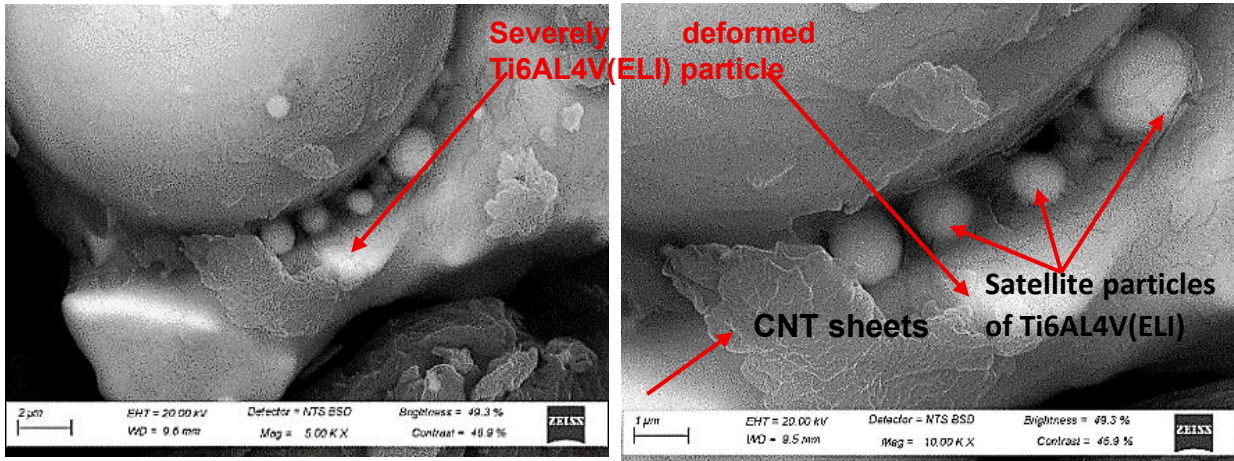 Severely deformed
Ti6AL4V(ELI) particle
Satellite particles
of Ti6AL4V(ELI)
CNT sheets
2 µm
EHT = 20.00 kV Detector = NTS BSD Brightness = 49.3 %
WD = 9.6 mm Mag = 5.00 K X Contrast = 46.9 %
ZEISS
1 µm
EHT = 20.00 kV Detector = NTS BSD Brightness = 49.3 %
WD = 9.5 mm Mag = 10.00 K X Contrast = 46.9 %
ZEISS